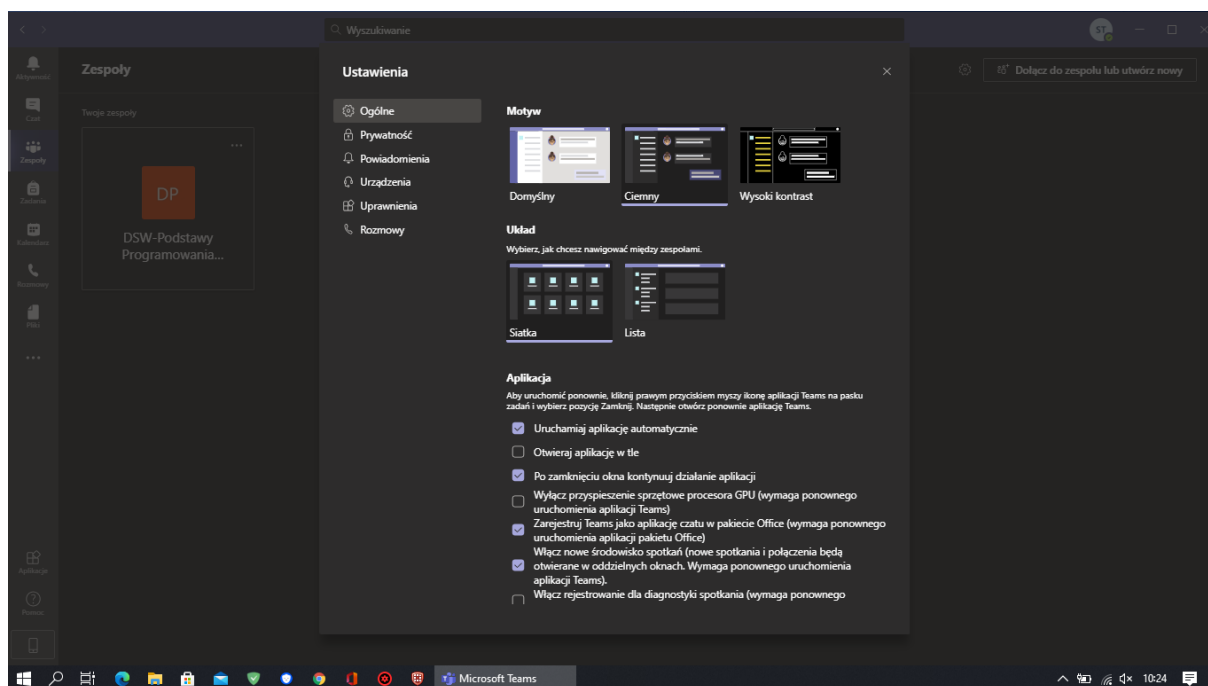 Wyszukiwanie
ST
Aktywność
Czat
Zespoły
Zadania
Kalendarz
Rozmowy
Pliki
Aplikacje
Pomoc
Zespoły
Dołącz do zespołu lub utwórz nowy
Twoje zespoły
DP
DSW-Podstawy
Programowania...
Ustawienia
Ogólne
Prywatność
Powiadomienia
Urządzenia
Uprawnienia
Rozmowy
Motyw
Domyślny
Ciemny
Wysoki kontrast
Układ
Wybierz, jak chcesz nawigować między zespołami.
Siatka
Lista
Aplikacja
Aby uruchomić ponownie, kliknij prawym przyciskiem myszy ikonę aplikacji Teams na pasku
zadań i wybierz pozycję Zamknij. Następnie otwórz ponownie aplikację Teams.
Uruchamiaj aplikację automatycznie
Otwieraj aplikację w tle
Po zamknięciu okna kontynuuj działanie aplikacji
Wyłącz przyspieszenie sprzętowe procesora GPU (wymaga ponownego
uruchomienia aplikacji Teams)
Zarejestruj Teams jako aplikację czatu w pakiecie Office (wymaga ponownego
uruchomienia aplikacji pakietu Office)
Włącz nowe środowisko spotkań (nowe spotkania i połączenia będą
otwierane w oddzielnych oknach. Wymaga ponownego uruchomienia
aplikacji Teams).
Włącz rejestrowanie dla diagnostyki spotkania (wymaga ponownego
Microsoft Teams
10:24